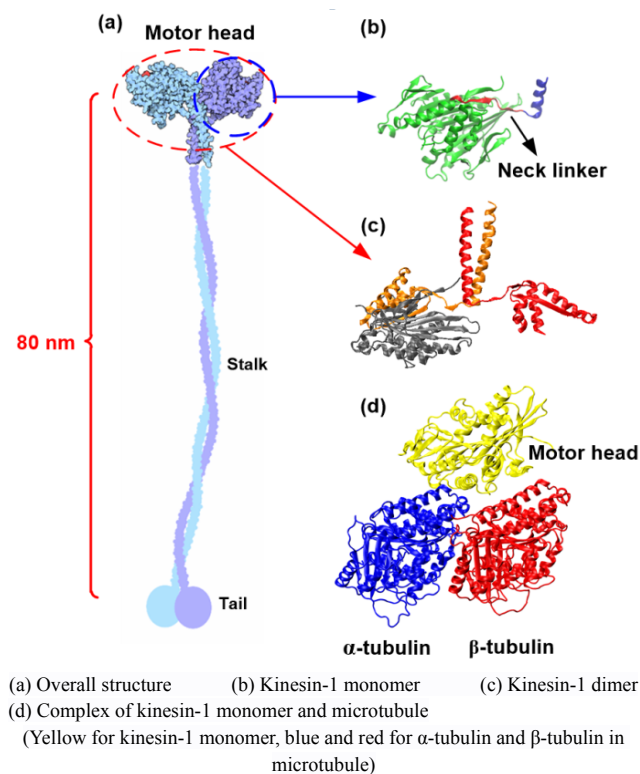 (a)
Motor head
(b)
Neck linker
(c)
80 nm
Stalk
(d)
Motor head
Tail
α-tubulin
β-tubulin
(a) Overall structure (b) Kinesin-1 monomer (c) Kinesin-1 dimer
(d) Complex of kinesin-1 monomer and microtubule
(Yellow for kinesin-1 monomer, blue and red for α-tubulin and β-tubulin in
microtubule)